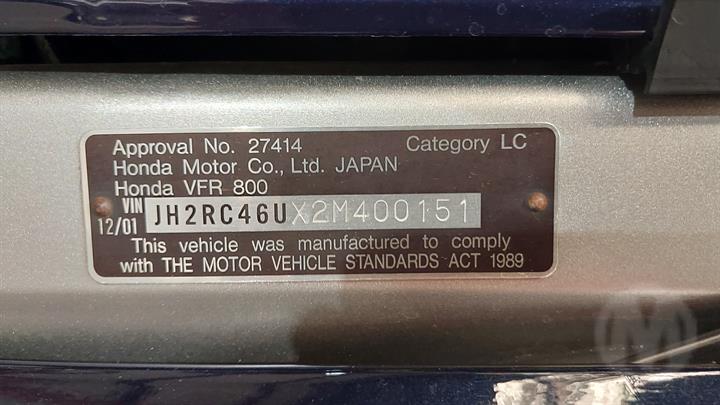 Approval No. 27414 Category LC
Honda Motor Co., Ltd. JAPAN
Honda VFR 800
VIN JH2RC46UX2M400151
12/01
This vehicle was manufactured to comply
with THE MOTOR VEHICLE STANDARDS ACT 1989
M